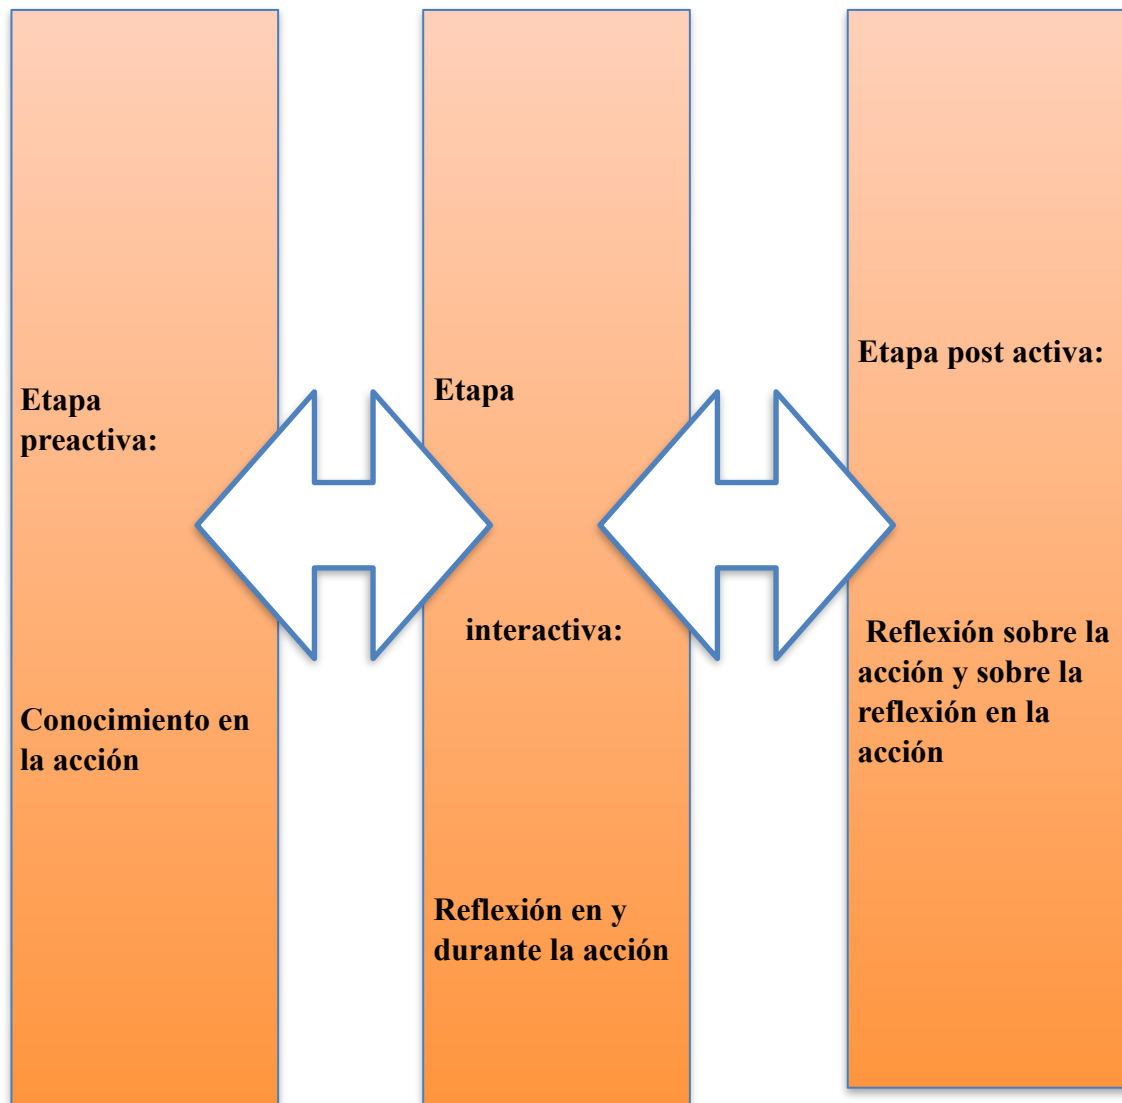 Etapa
preactiva:
Conocimiento en
la acción
Etapa
interactiva:
Reflexión en y
durante la acción
Etapa post activa:
Reflexión sobre la
acción y sobre la
reflexión en la
acción